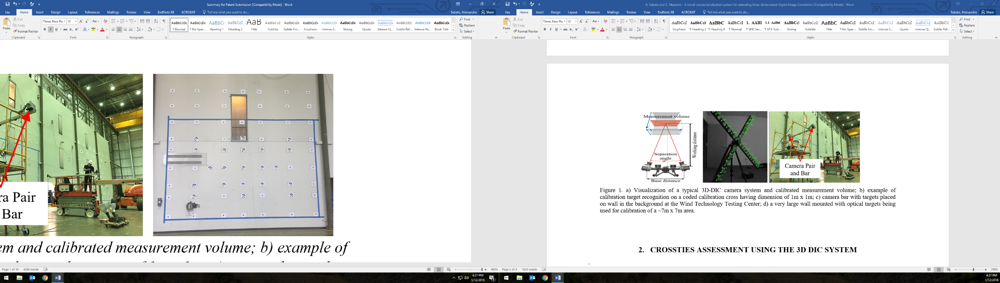 Summary for Patent Submission [Compatibility Mode] - Word
File Home Insert Design Layout References Mailings Review View EndNote X8 ACROBAT Tell me what you want to do... Sabato, Alessandro Share
Paste
Cut
Copy
Format Painter
Times New Ro 10
AaBbCcDc AaBbCcDc AaBbCc AaBbCcC AaB AaBbCcC AaBbCcDc AaBbCcDc AaBbCcDc AaBbCcDc AaBbCcDc AaBbCcDc AABBCCDC AABBCCDC AaBbCcDc
¶ Normal ¶ No Spac... Heading 1 Heading 2 Title Subtitle Subtle Em... Emphasis Intense E... Strong Quote Intense Q... Subtle Ref... Intense Re... Book Title
Find
Replace
Select
Clipboard Font Paragraph Styles Editing
ra Pair
Bar
em and calibrated measurement volume; b) example of
Page 1 of 10 4296 words 460%
4:27 PM
1/12/2018
A. Sabato and C. Niezrecki - A novel camera localization system for extending three-dimensional Digital Image Correlation [Compatibility Mode] - Word
File Home Insert Design Layout References Mailings Review View EndNote X8 ACROBAT Tell me what you want to do... Sabato, Alessandro Share
Paste
Cut
Copy
Format Painter
Times New Ro 10
AaBbCcI AaBbCcI AaBbC AaBbCcI 1. AABI 1.1 AaBbC AaBbCcI AaBbCcD AaBbC AaBbCcI AaBbCcI AaBbCcI AaBbCcI AaBbCcI AABBCC
Emphasis ¶ Heading 3 ¶ Heading 4 ¶ Normal ¶ SPIE Sec... ¶ SPIE Sub... Strong Subtitle Title ¶ No Spac... Subtle Em... Intense E... Quote Intense Q... Subtle Ref...
Find
Replace
Select
Clipboard Font Paragraph Styles Editing
Measurement volume
Working distance
Separation
angle
α
Base distance
Camera Pair
and Bar
Figure 1. a) Visualization of a typical 3D-DIC camera system and calibrated measurement volume; b) example of
calibration target recognition on a coded calibration cross having dimension of 1m x 1m; c) camera bar with targets placed
on wall in the background at the Wind Technology Testing Center; d) a very large wall mounted with optical targets being
used for calibration of a ~7m x 7m area.
2. CROSSTIES ASSESSMENT USING THE 3D DIC SYSTEM
Page 2 of 4 1633 words 190%
4:27 PM
1/12/2018